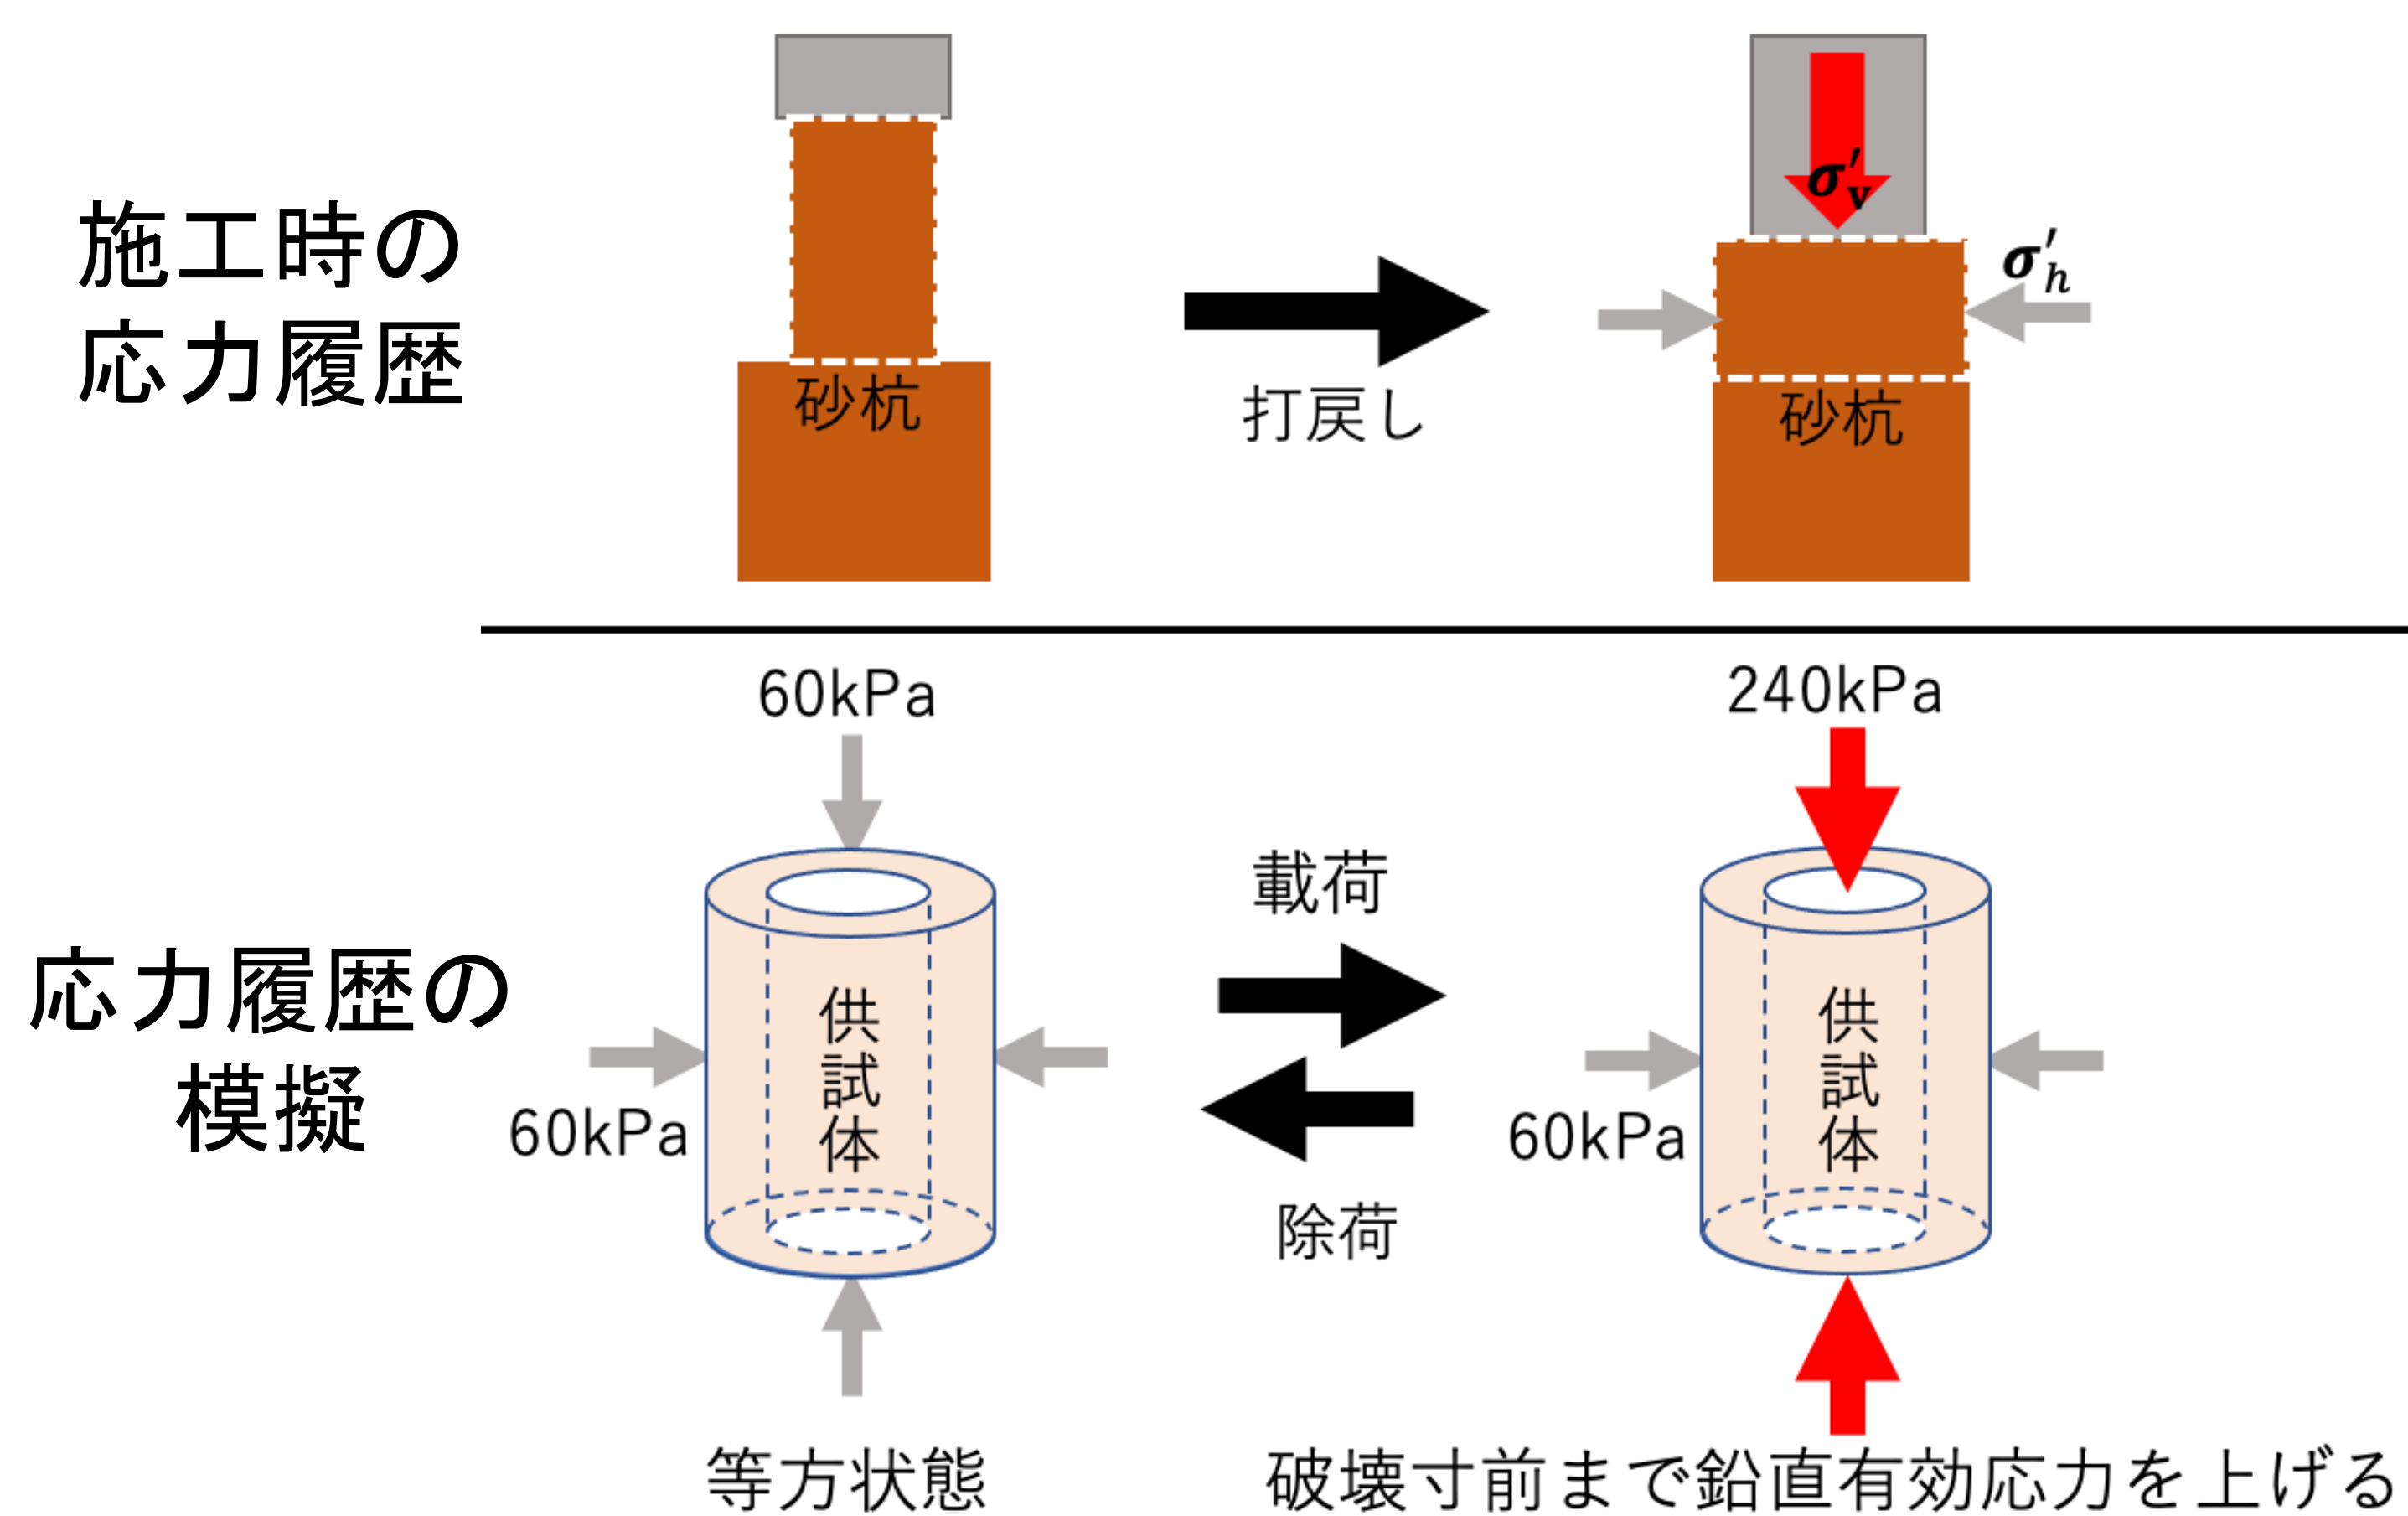 施工時の
応力履歴
砂杭
打戻し
σ′v
σ′h
砂杭
応力履歴の
模擬
60kPa
60kPa
供試体
等方状態
載荷
除荷
240kPa
60kPa
供試体
破壊寸前まで鉛直有効応力を上げる